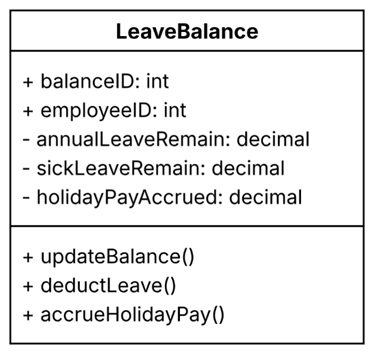 LeaveBalance
+ balanceID: int
+ employeeID: int
- annualLeaveRemain: decimal
- sickLeaveRemain: decimal
- holidayPayAccrued: decimal
+ updateBalance()
+ deductLeave()
+ accrueHolidayPay()